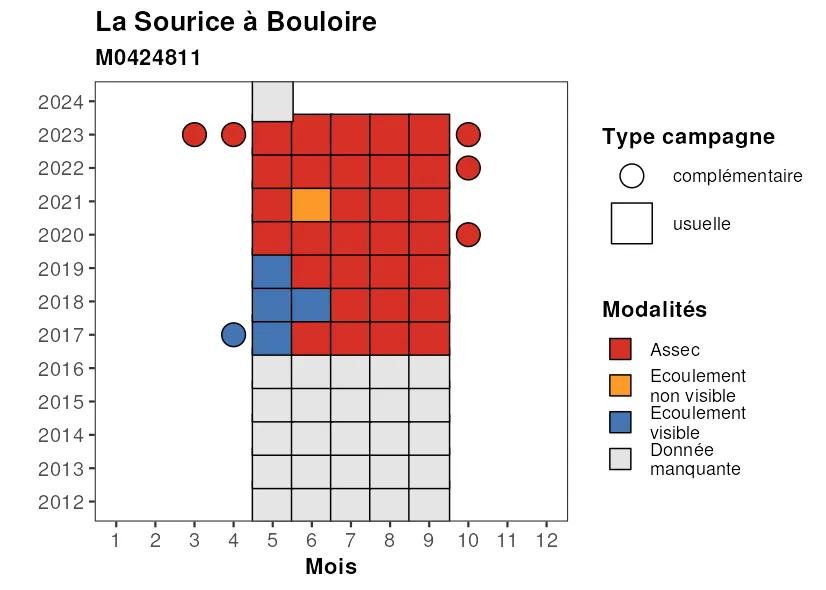 La Sourice à Bouloire
M0424811
2024
2023
2022
2021
2020
2019
2018
2017
2016
2015
2014
2013
2012
1 2 3 4 5 6 7 8 9 10 11 12
Mois
Type campagne
complémentaire
usuelle
Modalités
Assec
Ecoulement
non visible
Ecoulement
visible
Donnée
manquante